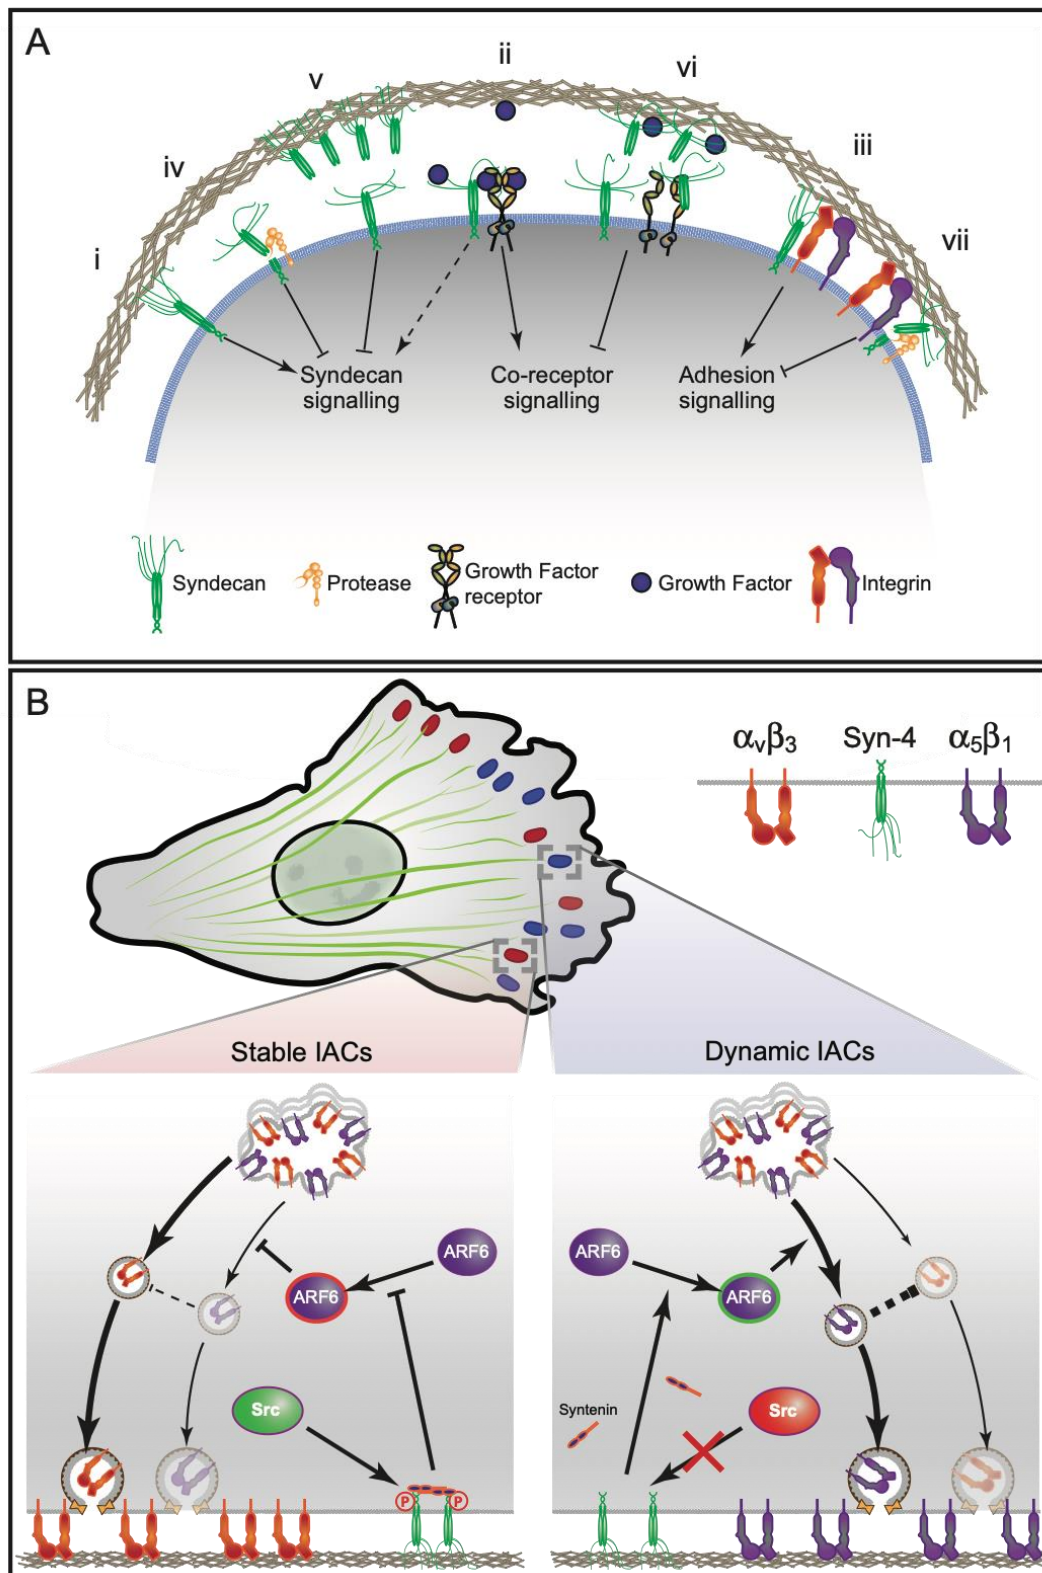 A
ii
v
vi
iv
iii
i
vii
Syndecan
signalling
Co-receptor
signalling
Adhesion
signalling
Syndecan
Protease
Growth Factor
receptor
Growth Factor
Integrin
B
αvβ3
Syn-4
α5β1
Stable IACs
Dynamic IACs
ARF6
ARF6
Src
P
P
ARF6
ARF6
Syntenin
Src